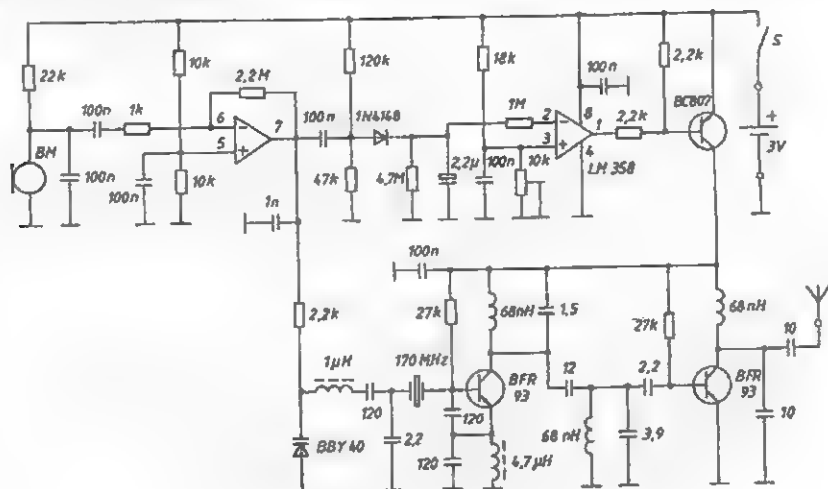 S
22k
10k
2,2M
120k
18k
100n
2,2k
BC807
+
3V
100n
1k
6
7
100n
1N4148
1M
2
8
1
2,2k
5
3
4
LM 358
BM
100n
100n
10k
47k
4,7M
2,2µ
100n
10k
1n
100n
2,2k
27k
68nH
1,5
27k
68nH
10
1µH
170 MHz
BFR
93
12
2,2
BFR
93
120
120
BBY 40
2,2
120
4,7µH
68 nH
3,9
10